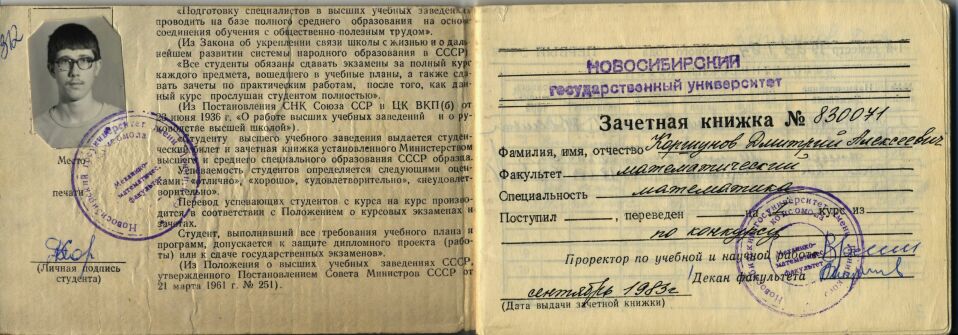 «Подготовку специалистов в высших учебных заведениях
проводить на базе полного среднего образования на основе
соединения обучения с общественно-полезным трудом».
(Из Закона об укреплении связи школы с жизнью и о даль-
нейшем развитии системы народного образования в СССР)
«Все студенты обязаны сдавать экзамены за полный курс
каждого предмета, вошедшего в учебные планы, а также сда-
вать зачеты по практическим работам, после того, как дан-
ный курс прослушан студентом полностью».
(Из Постановления СНК Союза ССР и ЦК ВКП(б) от
23 июня 1936 г. «О работе высших учебных заведений и о ру-
ководстве высшей школой»).
Студенту высшего учебного заведения выдается студен-
ческий билет и зачетная книжка установленного Министерством
высшего и среднего специального образования СССР образца.
Успеваемость студентов определяется следующими оцен-
ками: «отлично», «хорошо», «удовлетворительно», «неудовлет-
ворительно».
Перевод успевающих студентов с курса на курс произво-
дится в соответствии с Положением о курсовых экзаменах и
зачетах.
Студент, выполнивший все требования учебного плана и
программ, допускается к защите дипломного проекта (рабо-
ты) или к сдаче государственных экзаменов.
(Из Положения о высших учебных заведениях СССР,
утвержденного Постановлением Совета Министров СССР от
21 марта 1961 г. № 251).
Место
печати
(Личная подпись
студента)
НОВОСИБИРСКИЙ
государственный университет
Зачетная книжка № 830071
Фамилия, имя, отчество Коршунов Дмитрий Алексеевич
Факультет математический
Специальность математика
Поступил , переведен на курс из
по конкурсу
Проректор по учебной и научной работе
Декан факультета
сентябрь 1983г
(Дата выдачи зачетной книжки)